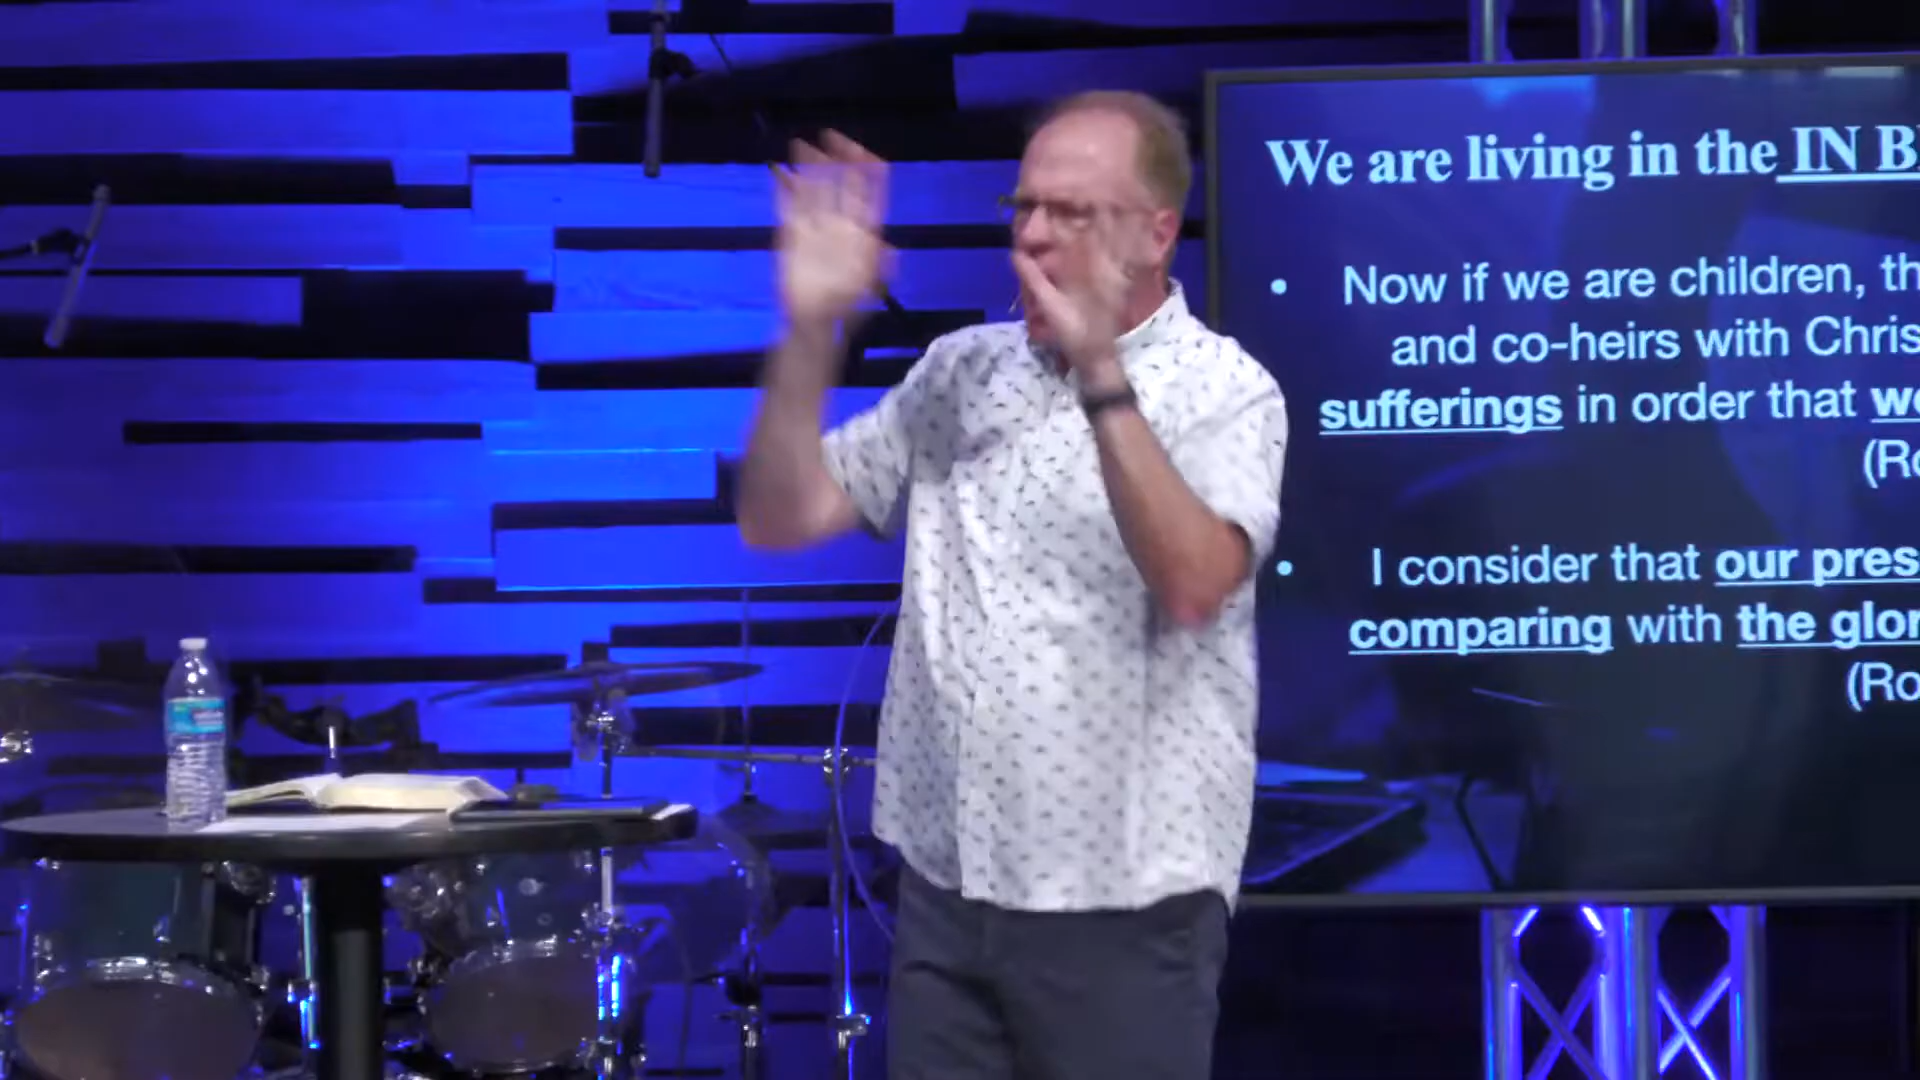 We are living in the IN B
• Now if we are children, th
and co-heirs with Chris
sufferings in order that we
(Ro
• I consider that our pres
comparing with the glor
(Ro